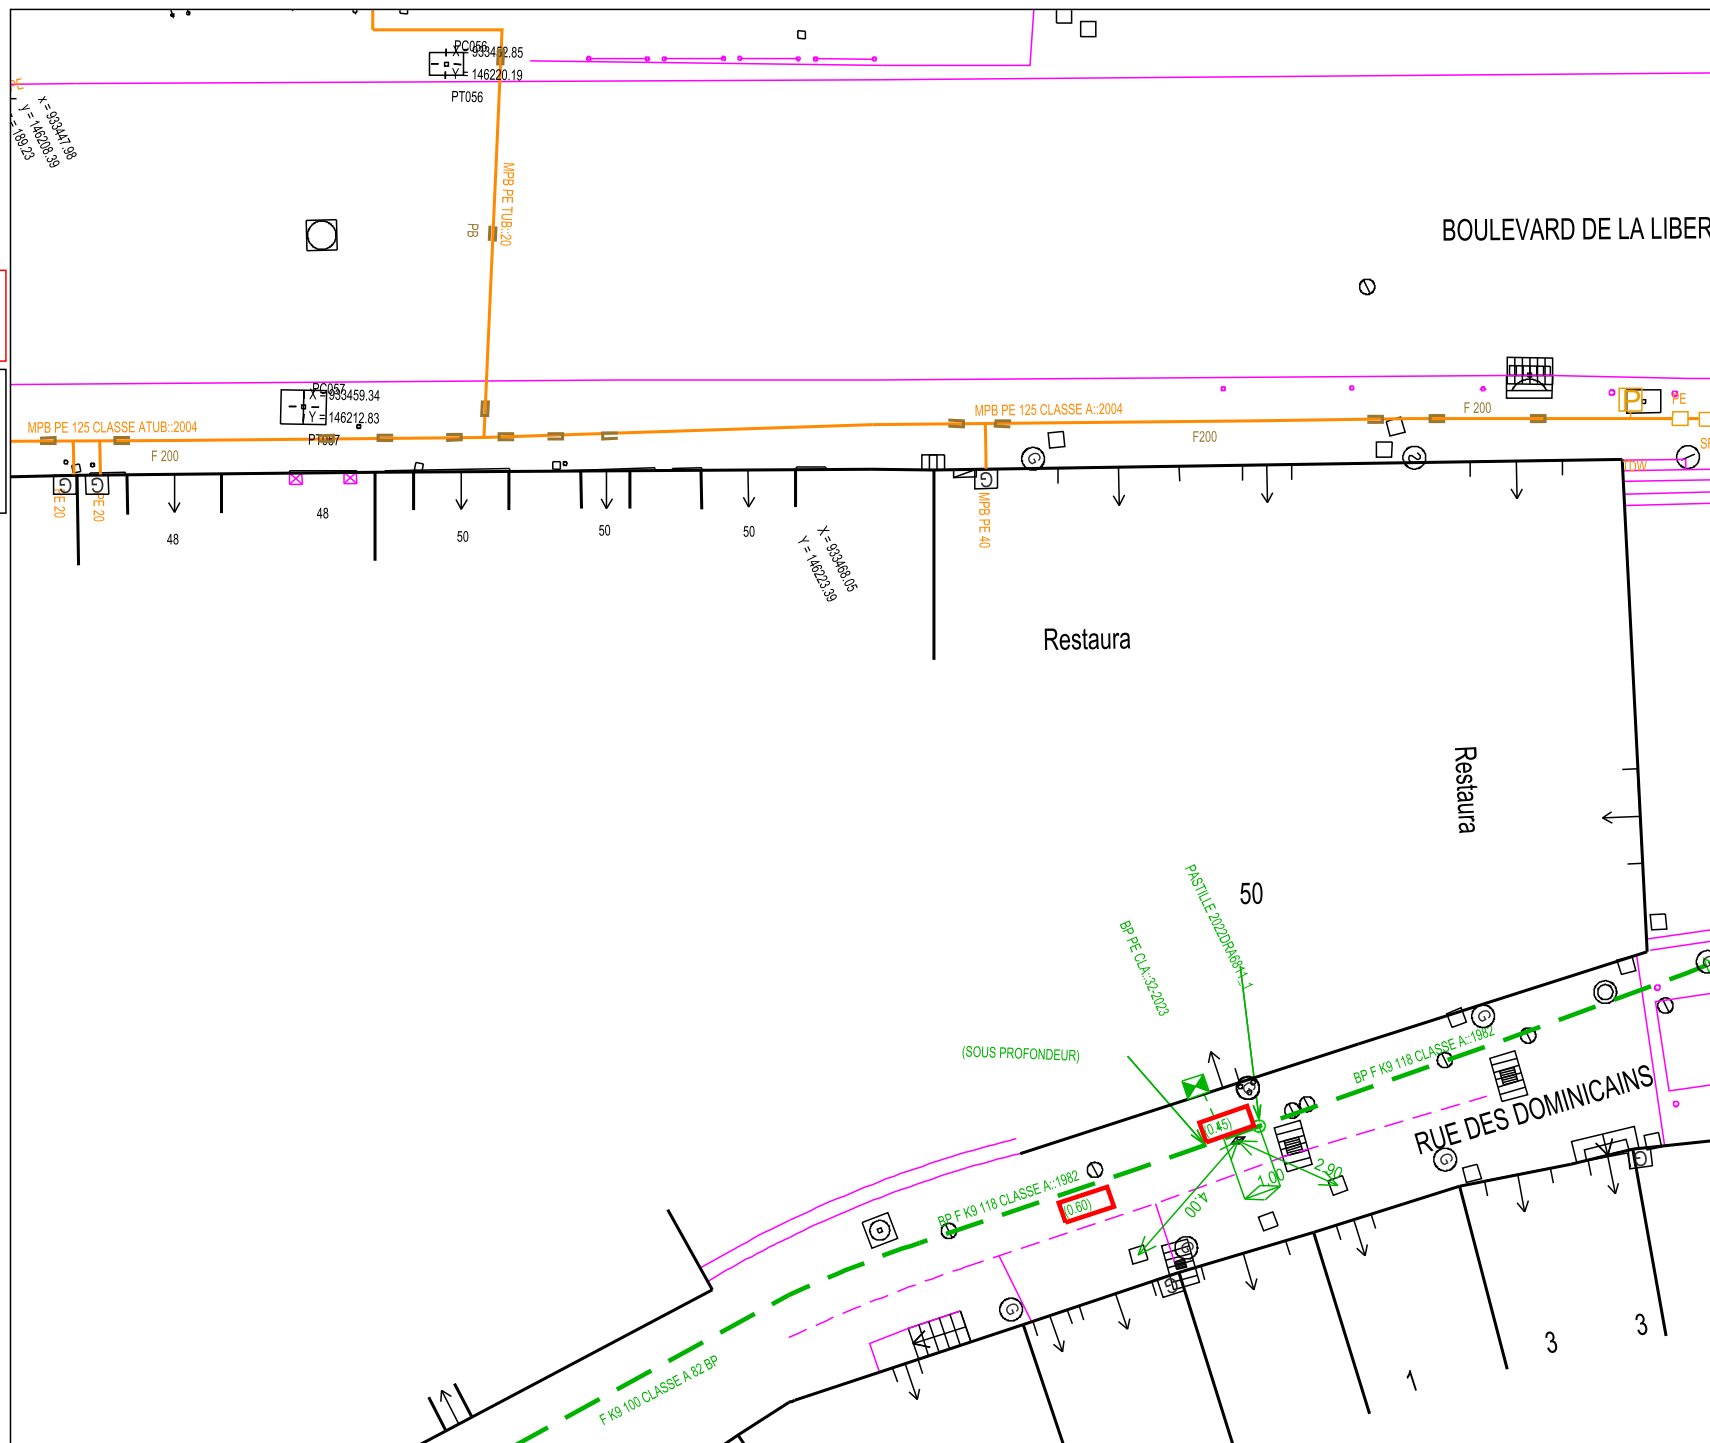 PC056
X = 933452.85
Y = 146220.19
PT056
x = 933447.98
y = 146208.39
= 189.23
MPB PE TUB::20
PB
BOULEVARD DE LA LIBER
PC057
X = 933459.34
Y = 146212.83
PT057
MPB PE 125 CLASSE ATUB::2004
F 200
MPB PE 125 CLASSE A::2004
F200
F 200
P
PE
G
G
PE 20
PE 20
48
48
50
50
50
X = 933468.05
Y = 146223.39
G
G
MPB PE 40
Restaura
Restaura
50
PASTILLE 2022DRA6811_1
BP PE CLA::32-2023
(SOUS PROFONDEUR)
BP F K9 118 CLASSE A::1982
RUE DES DOMINICAINS
(0.45)
2.90
1.00
4.00
BP F K9 118 CLASSE A::1982
(0.60)
G
G
G
G
G
G
F K9 100 CLASSE A 82 BP
1
3
3